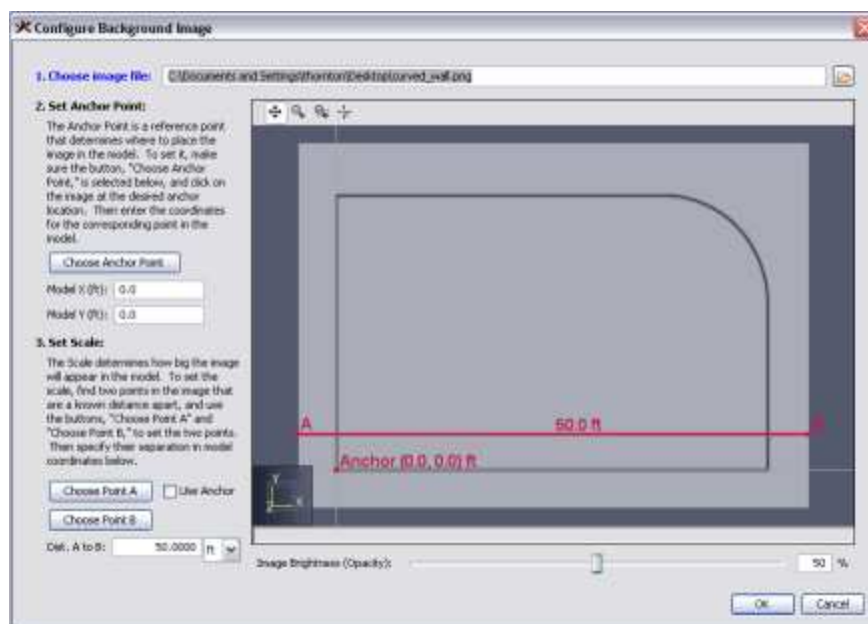 Configure Background Image
1. Choose image file:
C:\Documents and Settings\thornton\Desktop\curved_wall.png
2. Set Anchor Point:
The Anchor Point is a reference point
that determines where to place the
image in the model. To set it, make
sure the button, "Choose Anchor
Point," is selected below, and click on
the image at the desired anchor
location. Then enter the coordinates
for the corresponding point in the
model.
Choose Anchor Point
Model X (ft): 0.0
Model Y (ft): 0.0
3. Set Scale:
The Scale determines how big the image
will appear in the model. To set the
scale, find two points in the image that
are a known distance apart, and use
the buttons, "Choose Point A" and
"Choose Point B," to set the two points.
Then specify their separation in model
coordinates below.
Choose Point A
Use Anchor
Choose Point B
Dist. A to B: 50.0000 ft
A 50.0 ft B
Anchor (0.0, 0.0) ft
Y
Z X
Image Brightness (Opacity): 50 %
OK Cancel